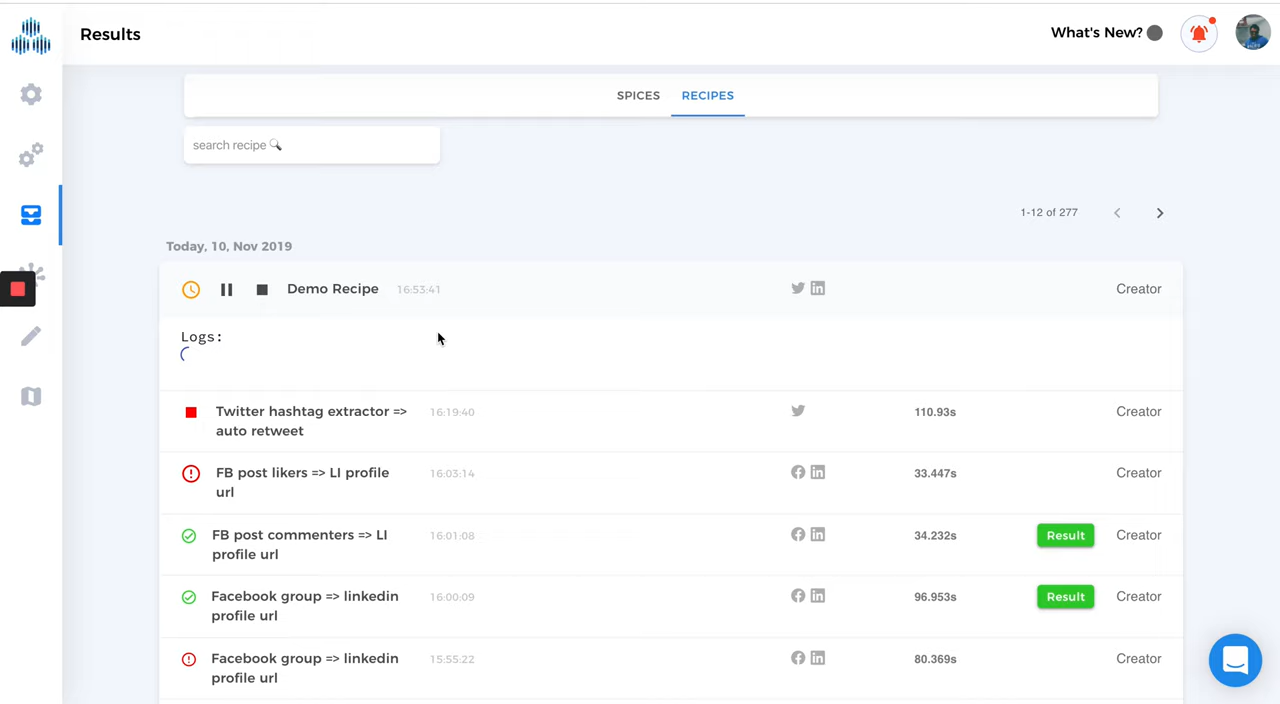 Results
What's New?
SPICES RECIPES
search recipe
1-12 of 277
Today, 10, Nov 2019
Demo Recipe 16:53:41 Creator
Logs:
Twitter hashtag extractor => 16:19:40 110.93s Creator
auto retweet
FB post likers => LI profile 16:03:14 33.447s Creator
url
FB post commenters => LI 16:01:08 34.232s Result Creator
profile url
Facebook group => linkedin 16:00:09 96.953s Result Creator
profile url
Facebook group => linkedin 15:55:22 80.369s Creator
profile url